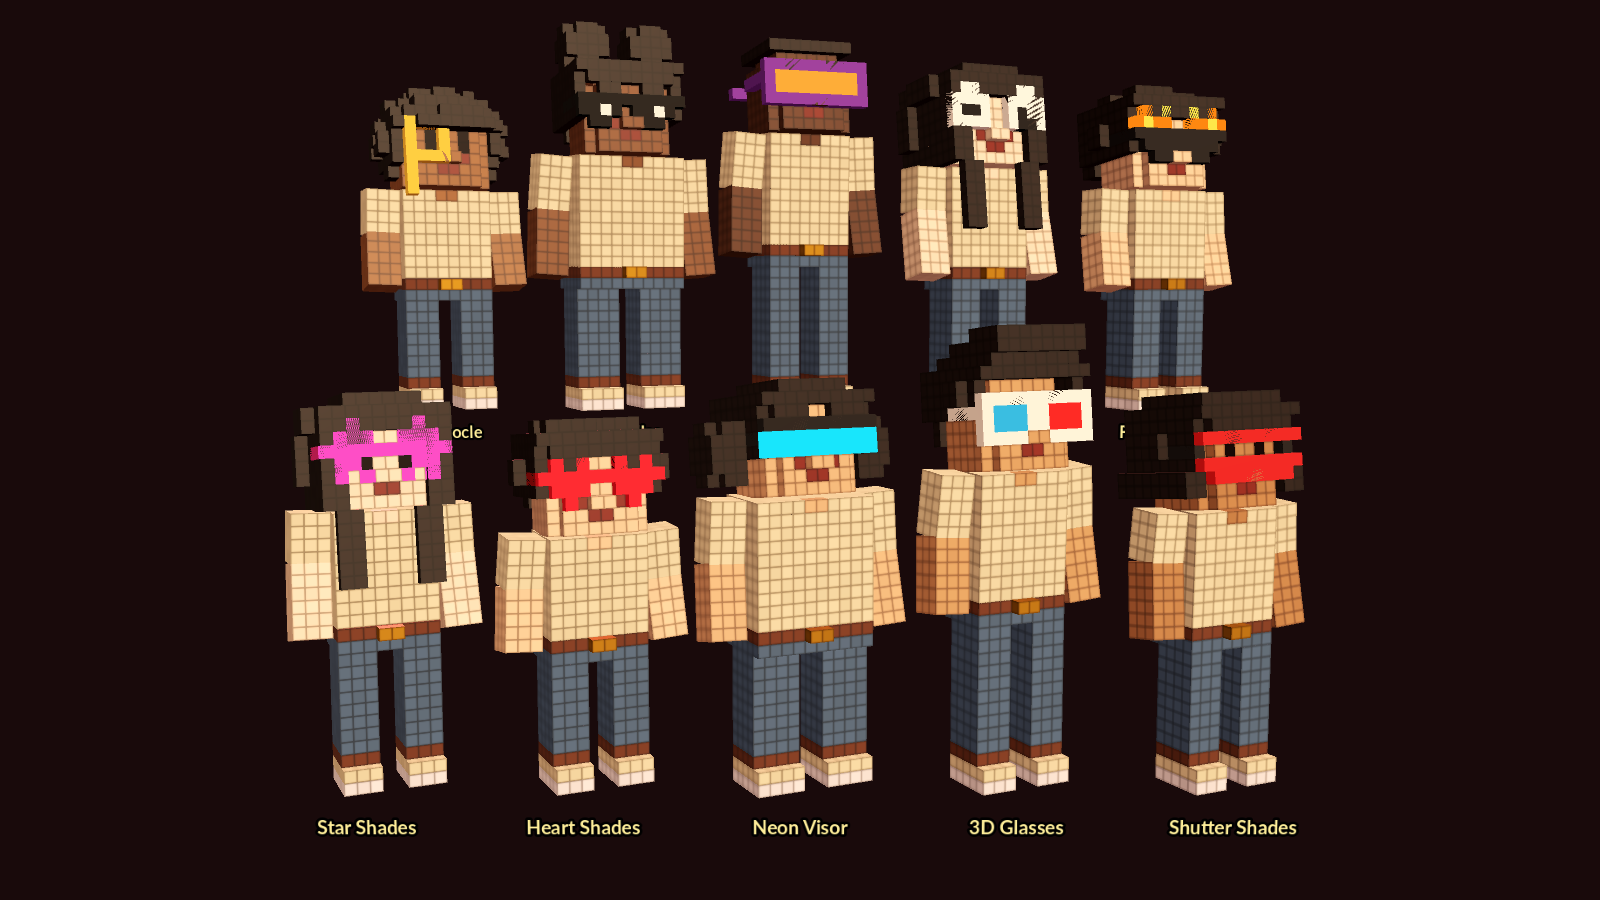 ocle
Star Shades
Heart Shades
Neon Visor
3D Glasses
Shutter Shades